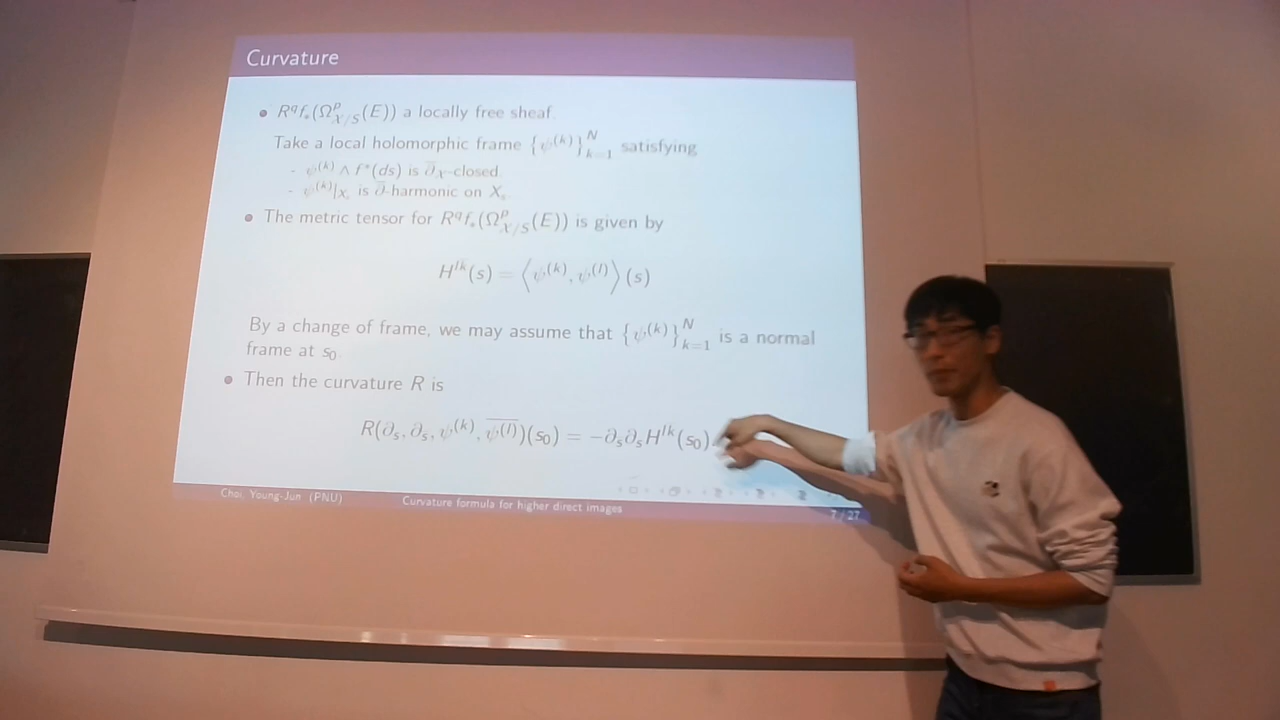 Curvature
• R^q f_*(Ω^p_{X/S}(E)) a locally free sheaf.
Take a local holomorphic frame {ψ^(k)}^N_{k=1} satisfying
- ψ^(k) ∧ f*(ds) is ∂̄_X-closed.
- ψ^(k)|_{X_s} is ∂̄-harmonic on X_s.
• The metric tensor for R^q f_*(Ω^p_{X/S}(E)) is given by
H^{l̄k}(s) = ⟨ψ^(k), ψ^(l)⟩(s)
By a change of frame, we may assume that {ψ^(k)}^N_{k=1} is a normal
frame at s_0.
• Then the curvature R is
R(∂_s, ∂_s̄, ψ^(k), \overline{ψ^(l)})(s_0) = −∂_s∂_s̄H^{l̄k}(s_0)
Choi, Young-Jun (PNU) Curvature formula for higher direct images 7 / 27